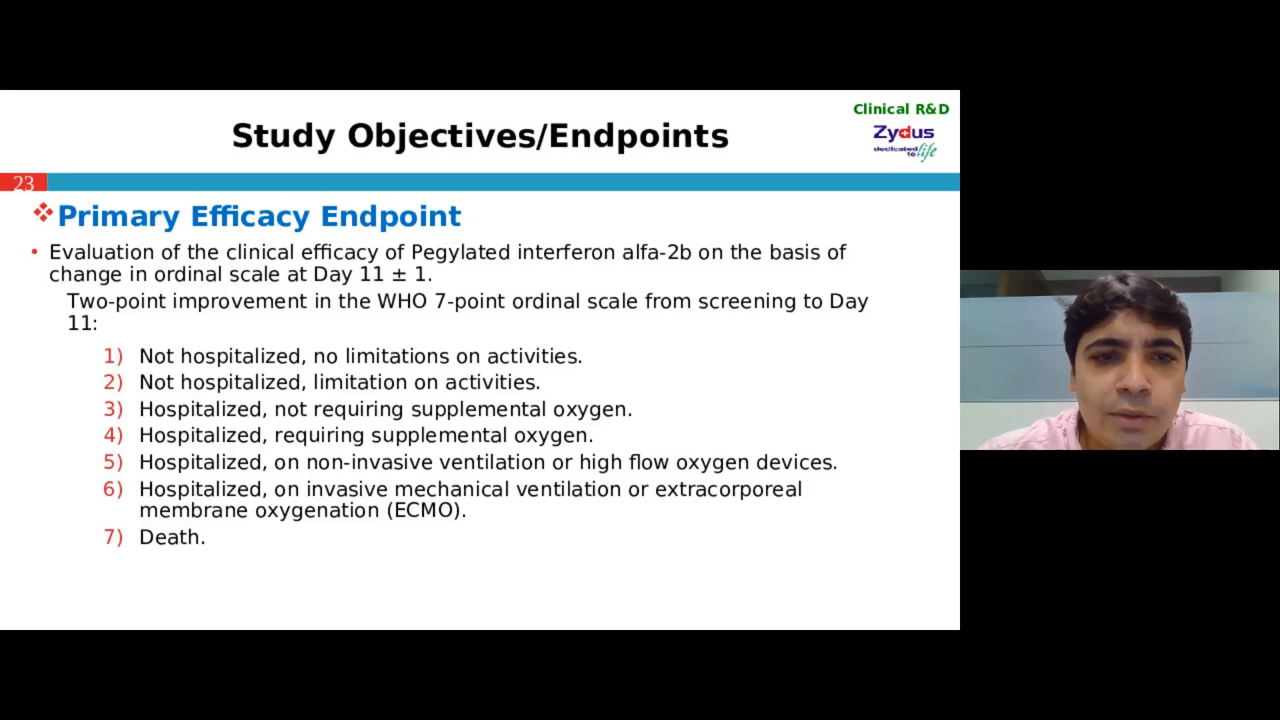 Clinical R&D
Study Objectives/Endpoints
Zydus
dedicated
to life
23
❖Primary Efficacy Endpoint
• Evaluation of the clinical efficacy of Pegylated interferon alfa-2b on the basis of
change in ordinal scale at Day 11 ± 1.
Two-point improvement in the WHO 7-point ordinal scale from screening to Day
11:
1) Not hospitalized, no limitations on activities.
2) Not hospitalized, limitation on activities.
3) Hospitalized, not requiring supplemental oxygen.
4) Hospitalized, requiring supplemental oxygen.
5) Hospitalized, on non-invasive ventilation or high flow oxygen devices.
6) Hospitalized, on invasive mechanical ventilation or extracorporeal
membrane oxygenation (ECMO).
7) Death.